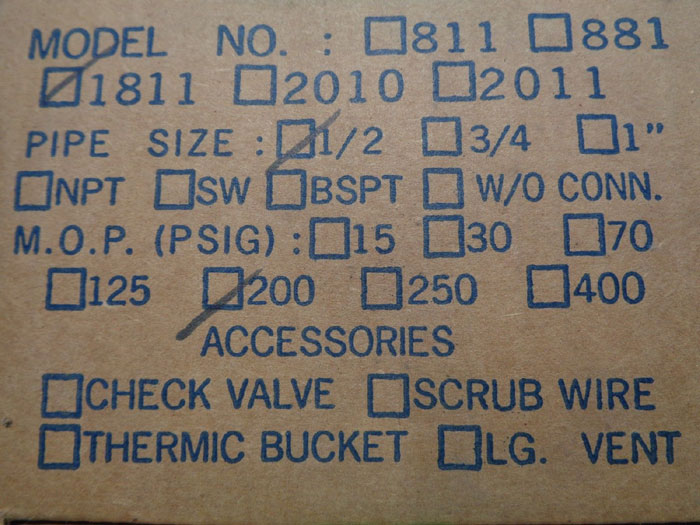 MODEL NO. : ☐811 ☐881
☑1811 ☐2010 ☐2011
PIPE SIZE : ☑1/2 ☐3/4 ☐1"
☐NPT ☐SW ☐BSPT ☐ W/O CONN.
M.O.P. (PSIG) : ☐15 ☐30 ☐70
☐125 ☑200 ☐250 ☐400
ACCESSORIES
☐CHECK VALVE ☐SCRUB WIRE
☐THERMIC BUCKET ☐LG. VENT